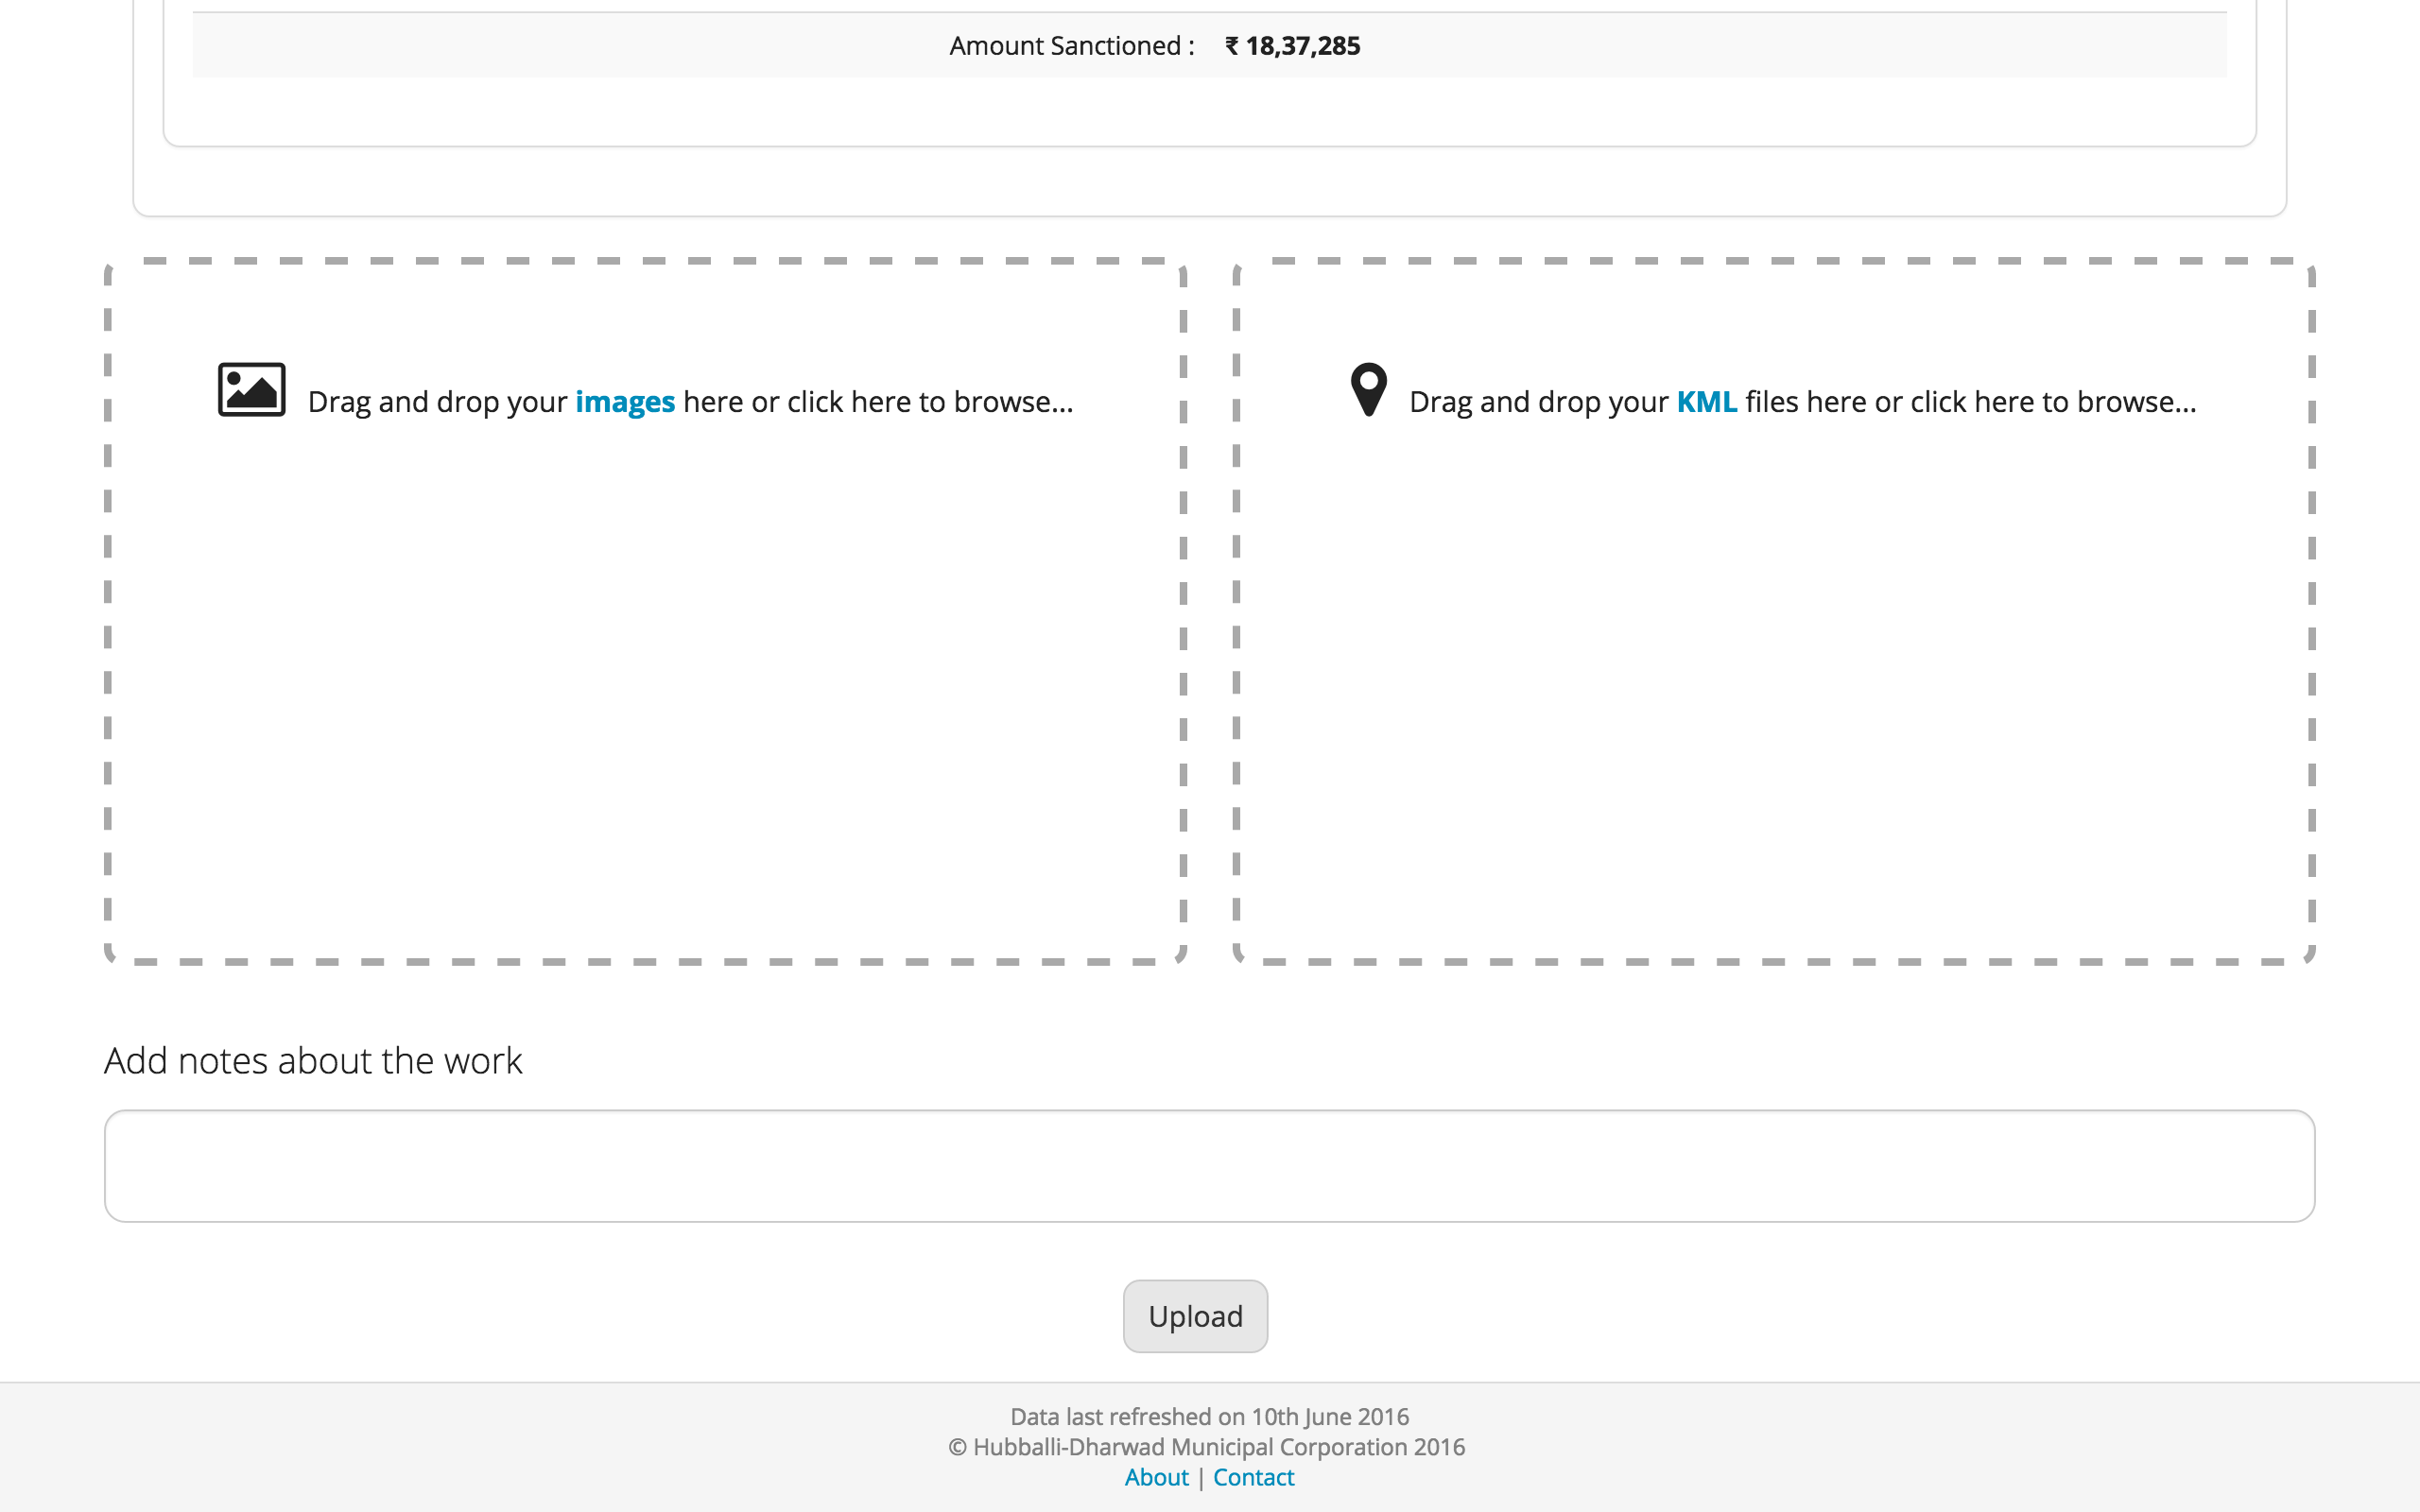 Amount Sanctioned : ₹ 18,37,285
Drag and drop your images here or click here to browse...
Drag and drop your KML files here or click here to browse...
Add notes about the work
Upload
Data last refreshed on 10th June 2016
© Hubballi-Dharwad Municipal Corporation 2016
About | Contact